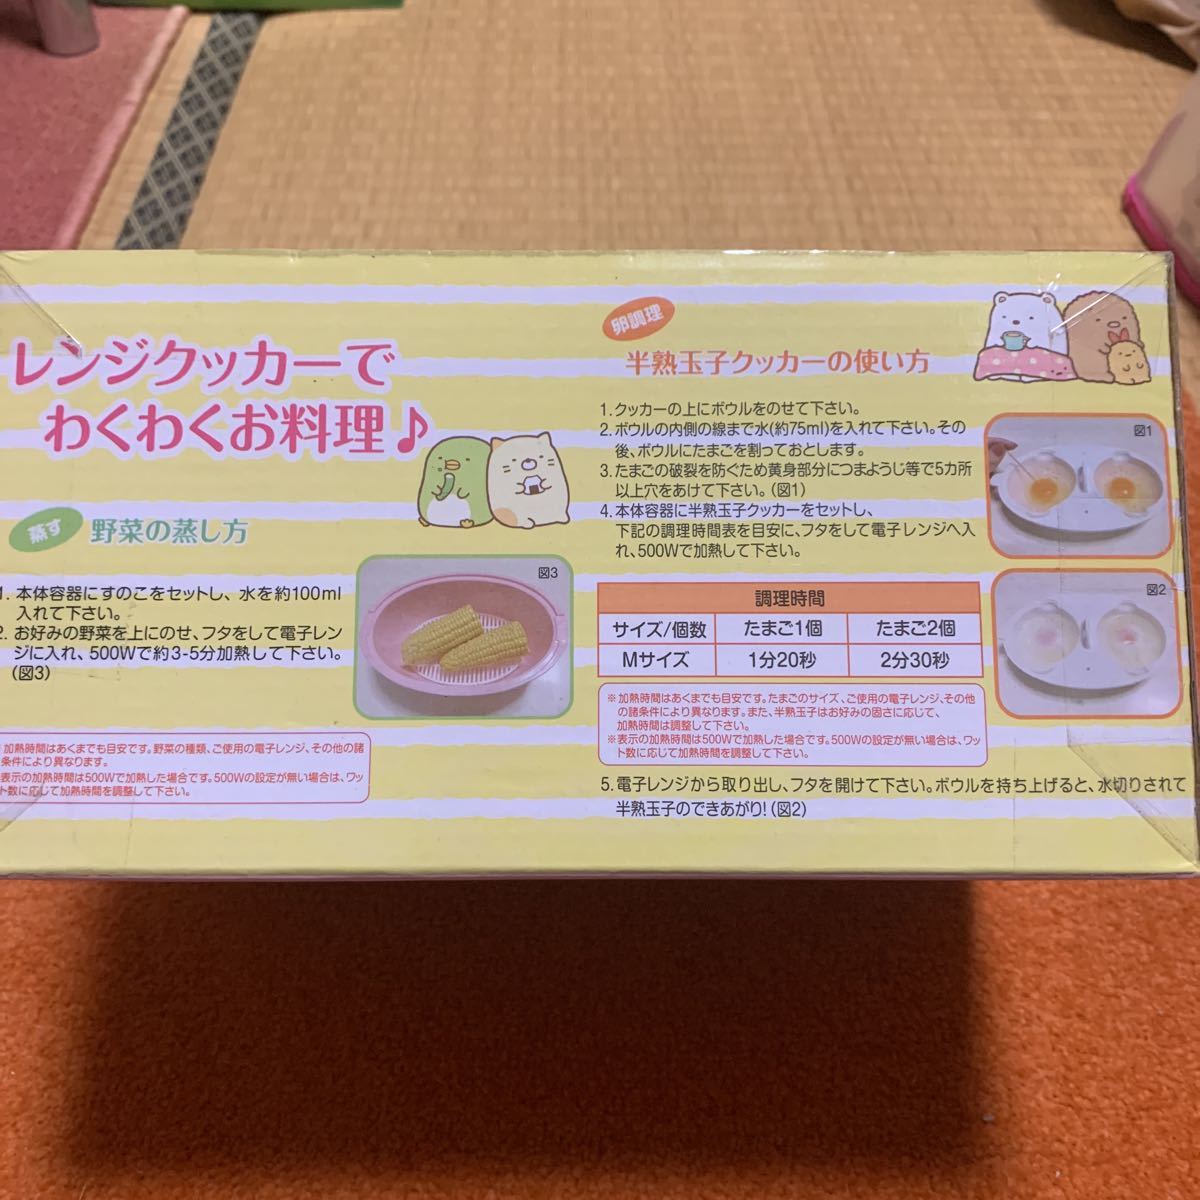 レンジクッカーで
わくわくお料理♪
蒸す 野菜の蒸し方
1. 本体容器にすのこをセットし、水を約100ml
入れて下さい。
2. お好みの野菜を上にのせ、フタをして電子レン
ジに入れ、500Wで約3-5分加熱して下さい。
(図3)
図3
加熱時間はあくまでも目安です。野菜の種類、ご使用の電子レンジ、その他の諸
条件により異なります。
表示の加熱時間は500Wで加熱した場合です。500Wの設定が無い場合は、ワッ
ト数に応じて加熱時間を調整して下さい。
卵調理
半熟玉子クッカーの使い方
1. クッカーの上にボウルをのせて下さい。
2. ボウルの内側の線まで水(約75ml)を入れて下さい。その
後、ボウルにたまごを割っておとします。
3. たまごの破裂を防ぐため黄身部分につまようじ等で5カ所
以上穴をあけて下さい。(図1)
4. 本体容器に半熟玉子クッカーをセットし、
下記の調理時間表を目安に、フタをして電子レンジへ入
れ、500Wで加熱して下さい。
図1
図2
調理時間
サイズ/個数 たまご1個 たまご2個
Mサイズ 1分20秒 2分30秒
※加熱時間はあくまでも目安です。たまごのサイズ、ご使用の電子レンジ、その他
の諸条件により異なります。また、半熟玉子はお好みの固さに応じて、
加熱時間は調整して下さい。
※表示の加熱時間は500Wで加熱した場合です。500Wの設定が無い場合は、ワッ
ト数に応じて加熱時間を調整して下さい。
5. 電子レンジから取り出し、フタを開けて下さい。ボウルを持ち上げると、水切りされて
半熟玉子のできあがり!(図2)